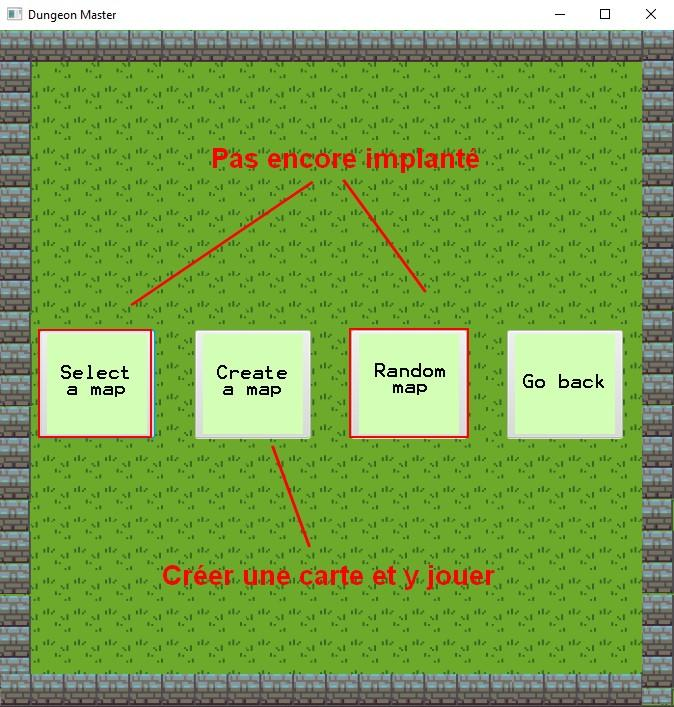 Dungeon Master
Pas encore implanté
Select
a map
Create
a map
Random
map
Go back
Créer une carte et y jouer